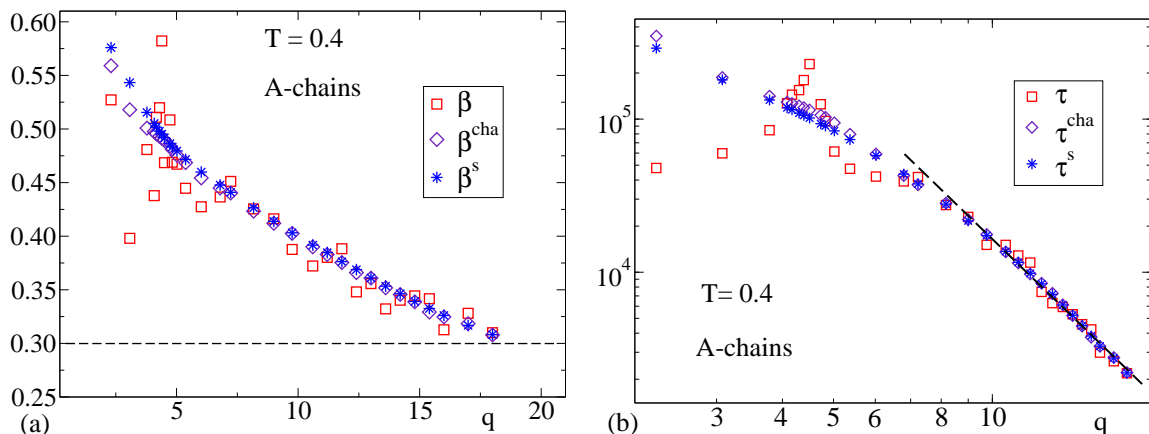 0.60
0.55
0.50
0.45
0.40
0.35
0.30
0.25
T = 0.4
A-chains
β
β^cha
β^s
5
10
15
20
q
(a)
10^5
10^4
τ
τ^cha
τ^s
T= 0.4
A-chains
3
4
5
6
8
10
q
(b)